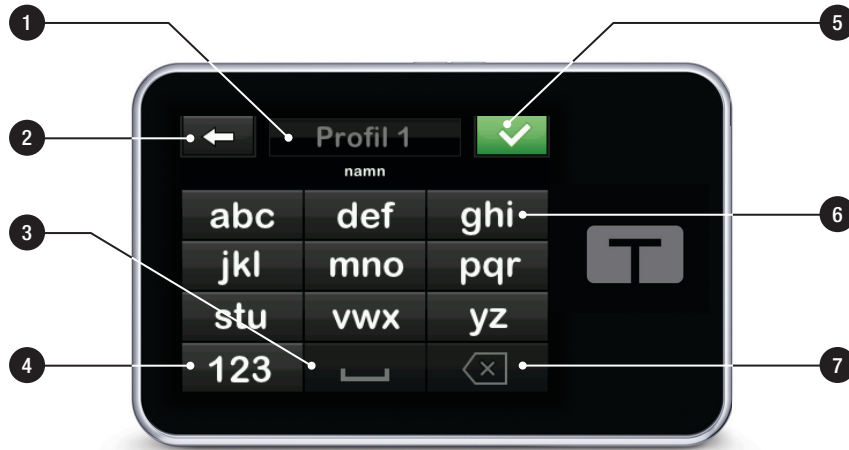 1
5
2
Profil 1
namn
abc def ghi
6
3
jkl mno pqr
T
stu vwx yz
4
123
7